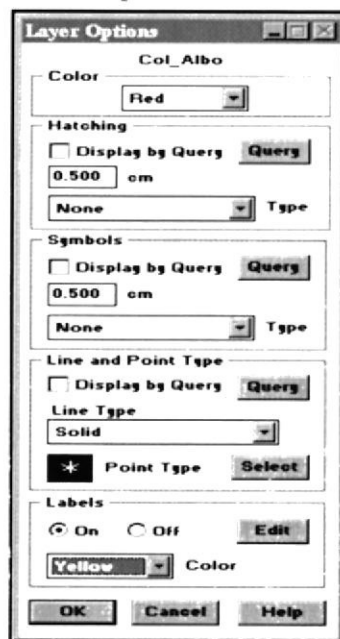 Layer Options
Col_Albo
Color
Red
Hatching
Display by Query Query
0.500 cm
None Type
Symbols
Display by Query Query
0.500 cm
None Type
Line and Point Type
Display by Query Query
Line Type
Solid
* Point Type Select
Labels
On Off Edit
Yellow Color
OK Cancel Help